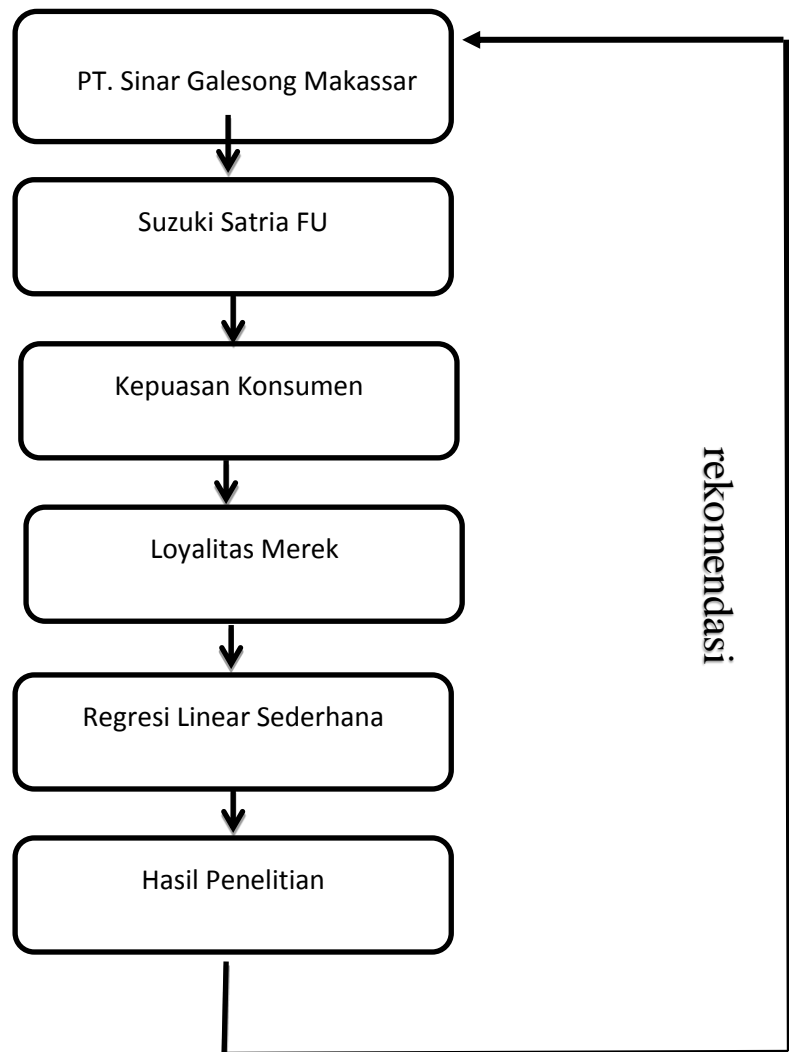 PT. Sinar Galesong Makassar
Suzuki Satria FU
Kepuasan Konsumen
Loyalitas Merek
Regresi Linear Sederhana
Hasil Penelitian
rekomendasi